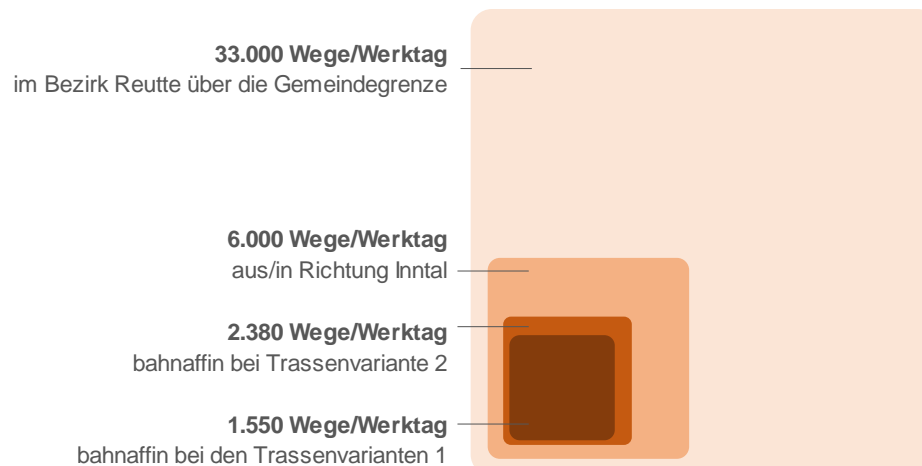 33.000 Wege/Werktag
im Bezirk Reutte über die Gemeindegrenze
6.000 Wege/Werktag
aus/in Richtung Inntal
2.380 Wege/Werktag
bahnaffin bei Trassenvariante 2
1.550 Wege/Werktag
bahnaffin bei den Trassenvarianten 1